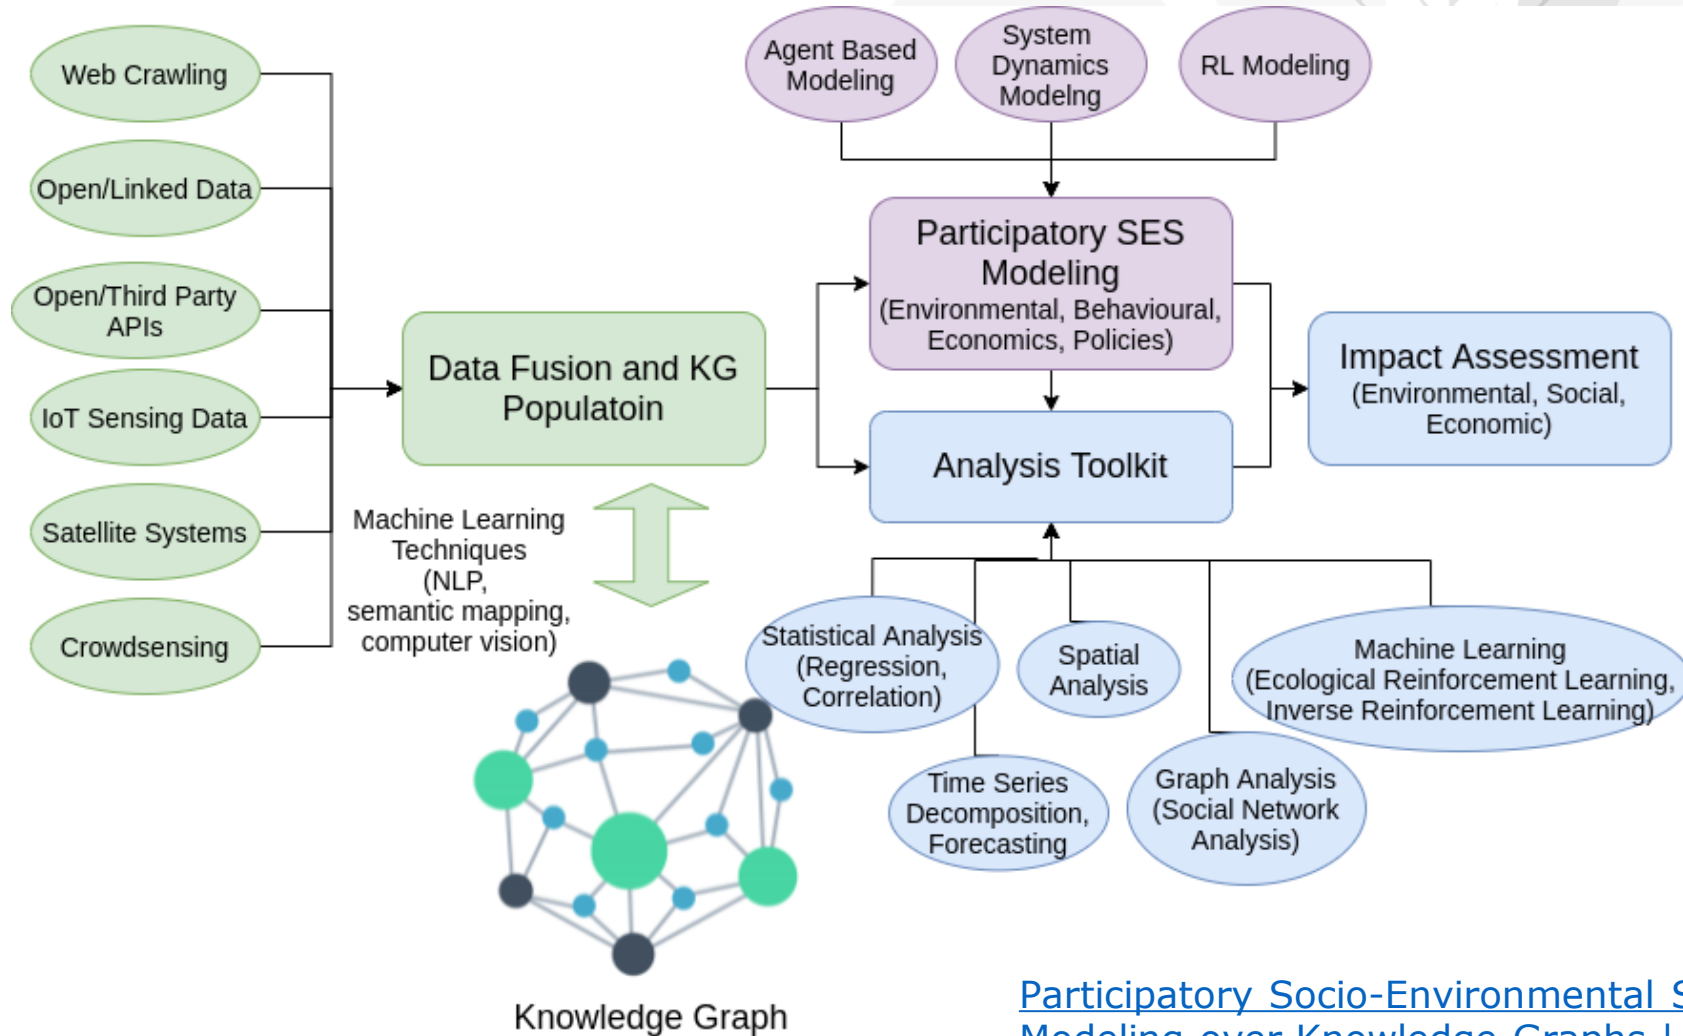 Web Crawling
Open/Linked Data
Open/Third Party
APIs
IoT Sensing Data
Satellite Systems
Crowdsensing
Data Fusion and KG
Populatoin
Machine Learning
Techniques
(NLP,
semantic mapping,
computer vision)
Knowledge Graph
Agent Based
Modeling
System
Dynamics
Modelng
RL Modeling
Participatory SES
Modeling
(Environmental, Behavioural,
Economics, Policies)
Analysis Toolkit
Impact Assessment
(Environmental, Social,
Economic)
Statistical Analysis
(Regression,
Correlation)
Spatial
Analysis
Machine Learning
(Ecological Reinforcement Learning,
Inverse Reinforcement Learning)
Time Series
Decomposition,
Forecasting
Graph Analysis
(Social Network
Analysis)
Participatory Socio-Environmental S
Modeling over Knowledge Graphs |